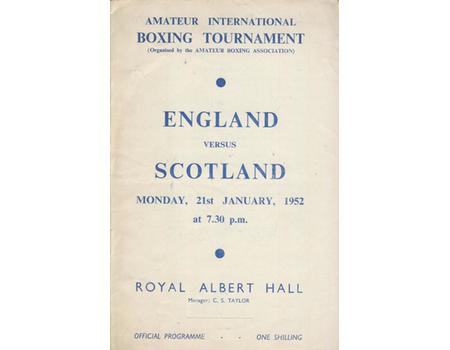 AMATEUR INTERNATIONAL
BOXING TOURNAMENT
(Organised by the AMATEUR BOXING ASSOCIATION)
ENGLAND
VERSUS
SCOTLAND
MONDAY, 21st JANUARY, 1952
at 7.30 p.m.
ROYAL ALBERT HALL
Manager: C. S. TAYLOR
OFFICIAL PROGRAMME - - ONE SHILLING